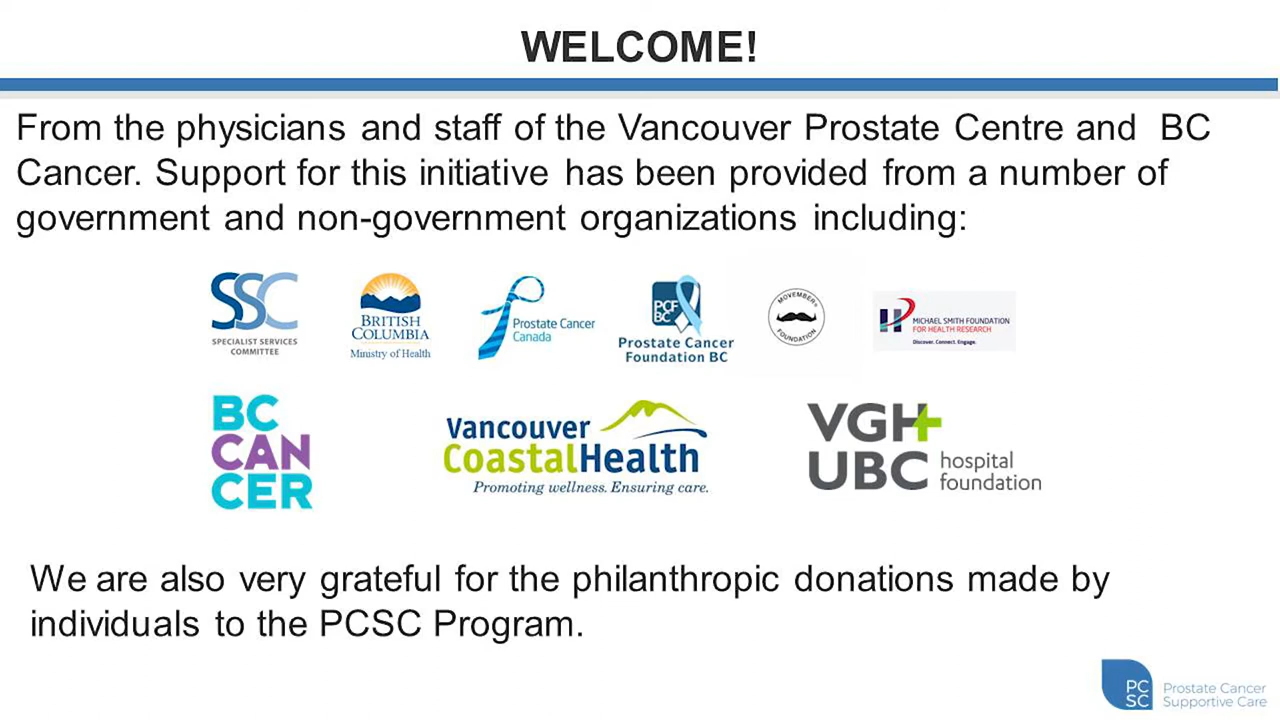 WELCOME!
From the physicians and staff of the Vancouver Prostate Centre and BC
Cancer. Support for this initiative has been provided from a number of
government and non-government organizations including:
SSC
SPECIALIST SERVICES
COMMITTEE
BRITISH
COLUMBIA
Ministry of Health
Prostate Cancer
Canada
PCF
BC
Prostate Cancer
Foundation BC
MOVEMBER®
FOUNDATION
MICHAEL SMITH FOUNDATION
FOR HEALTH RESEARCH
Discover. Connect. Engage.
BC
CAN
CER
Vancouver
CoastalHealth
Promoting wellness. Ensuring care.
VGH+
UBC hospital
foundation
We are also very grateful for the philanthropic donations made by
individuals to the PCSC Program.
PC
SC
Prostate Cancer
Supportive Care